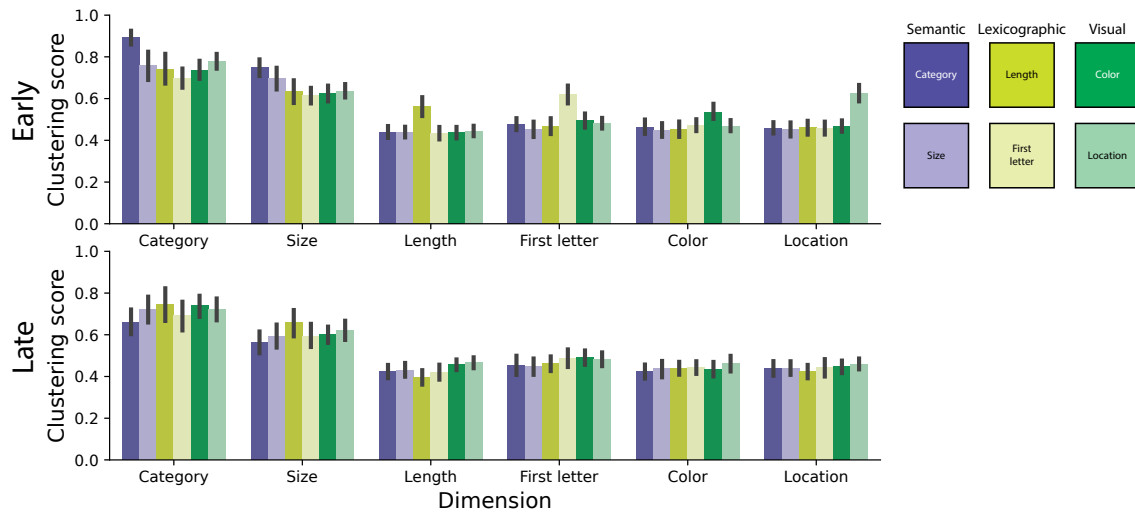 Early
Clustering score
1.0
0.8
0.6
0.4
0.2
0.0
Category Size Length First letter Color Location
Late
Clustering score
1.0
0.8
0.6
0.4
0.2
0.0
Category Size Length First letter Color Location
Dimension
Semantic Lexicographic Visual
Category Length Color
Size First letter Location